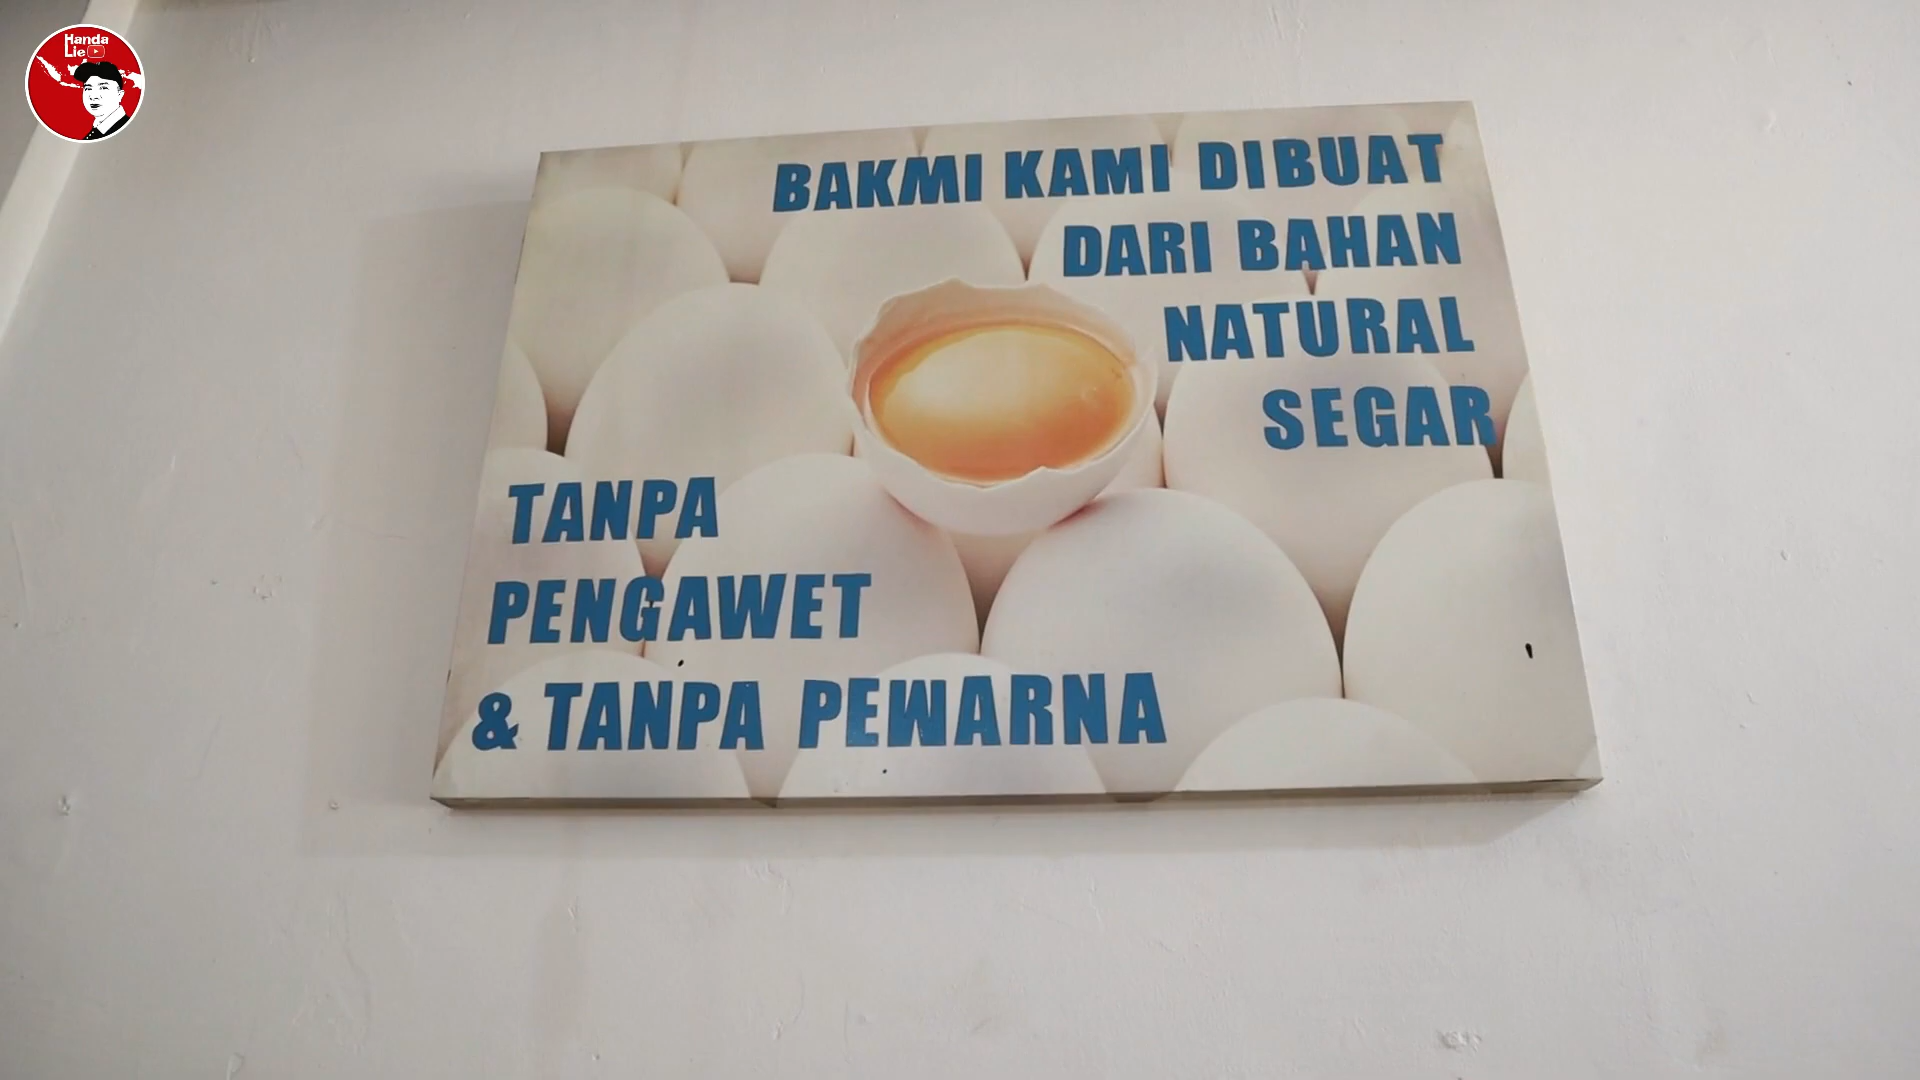 Handa
Lie
BAKMI KAMI DIBUAT
DARI BAHAN
NATURAL
SEGAR
TANPA
PENGAWET
& TANPA PEWARNA